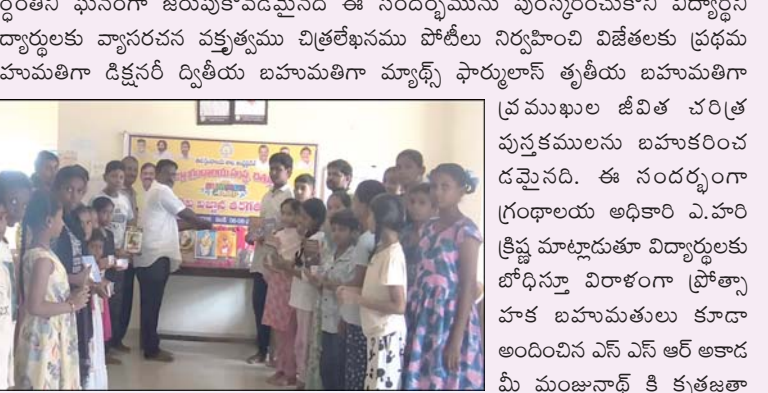 ర్ధంతిని ఘనంగా జరుపుకోవడమైనది ఈ సందర్భమును పురస్కరించుకొని విద్యార్థిని
ద్యార్థులకు వ్యాసరచన వక్తృత్వము చిత్రలేఖనము పోటీలు నిర్వహించి విజేతలకు ప్రథమ
హుమతిగా డిక్షనరీ ద్వితీయ బహుమతిగా మ్యాథ్స్ ఫార్ములాస్ తృతీయ బహుమతిగా
ప్రముఖుల జీవిత చరిత్ర
పుస్తకములను బహుకరించ
డమైనది. ఈ సందర్భంగా
గ్రంథాలయ అధికారి ఎ.హరి
క్రిష్ణ మాట్లాడుతూ విద్యార్థులకు
బోధిస్తూ విరాళంగా ప్రోత్సా
హక బహుమతులు కూడా
అందించిన ఎస్ ఎస్ ఆర్ అకాడ
మీ మంజునాథ్ కి కృతజ్ఞతా